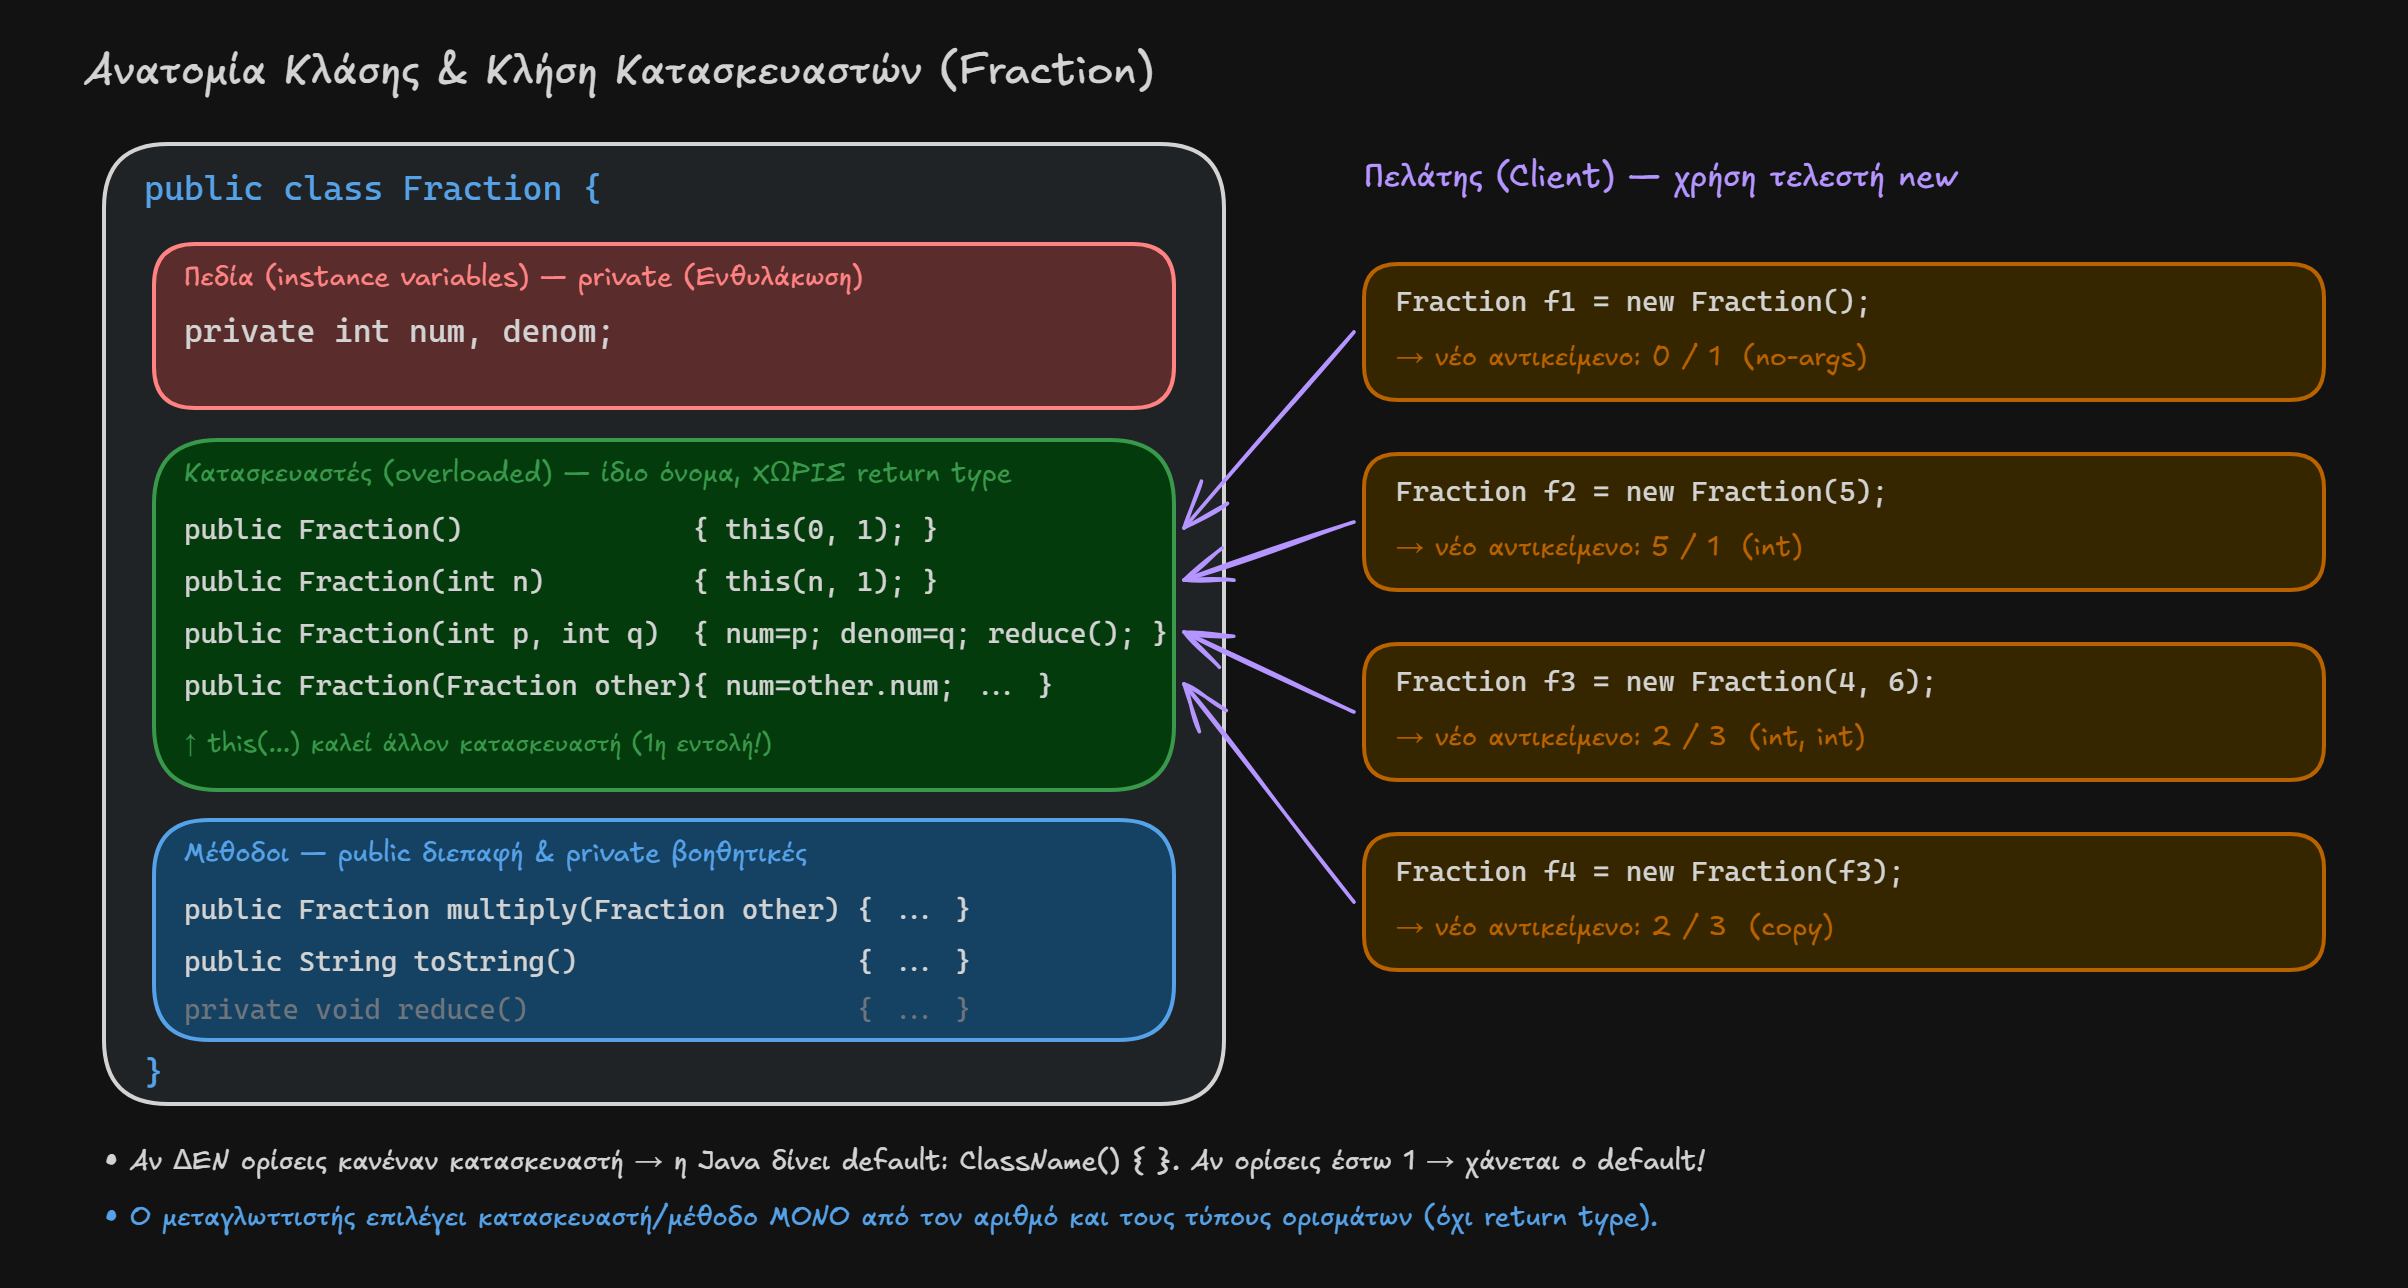 Ανατομία Κλάσης & Κλήση Κατασκευαστών (Fraction)
public class Fraction {
Πεδία (instance variables) — private (Ενθυλάκωση)
private int num, denom;
Κατασκευαστές (overloaded) — ίδιο όνομα, ΧΩΡΙΣ return type
public Fraction() { this(0, 1); }
public Fraction(int n) { this(n, 1); }
public Fraction(int p, int q) { num=p; denom=q; reduce(); }
public Fraction(Fraction other){ num=other.num; ... }
↑ this(...) καλεί άλλον κατασκευαστή (1η εντολή!)
Μέθοδοι — public διεπαφή & private βοηθητικές
public Fraction multiply(Fraction other) { ... }
public String toString() { ... }
private void reduce() { ... }
}
Πελάτης (Client) — χρήση τελεστή new
Fraction f1 = new Fraction();
→ νέο αντικείμενο: 0 / 1 (no-args)
Fraction f2 = new Fraction(5);
→ νέο αντικείμενο: 5 / 1 (int)
Fraction f3 = new Fraction(4, 6);
→ νέο αντικείμενο: 2 / 3 (int, int)
Fraction f4 = new Fraction(f3);
→ νέο αντικείμενο: 2 / 3 (copy)
• Αν ΔΕΝ ορίσεις κανέναν κατασκευαστή → η Java δίνει default: ClassName() { }. Αν ορίσεις έστω 1 → χάνεται ο default!
• Ο μεταγλωττιστής επιλέγει κατασκευαστή/μέθοδο ΜΟΝΟ από τον αριθμό και τους τύπους ορισμάτων (όχι return type).